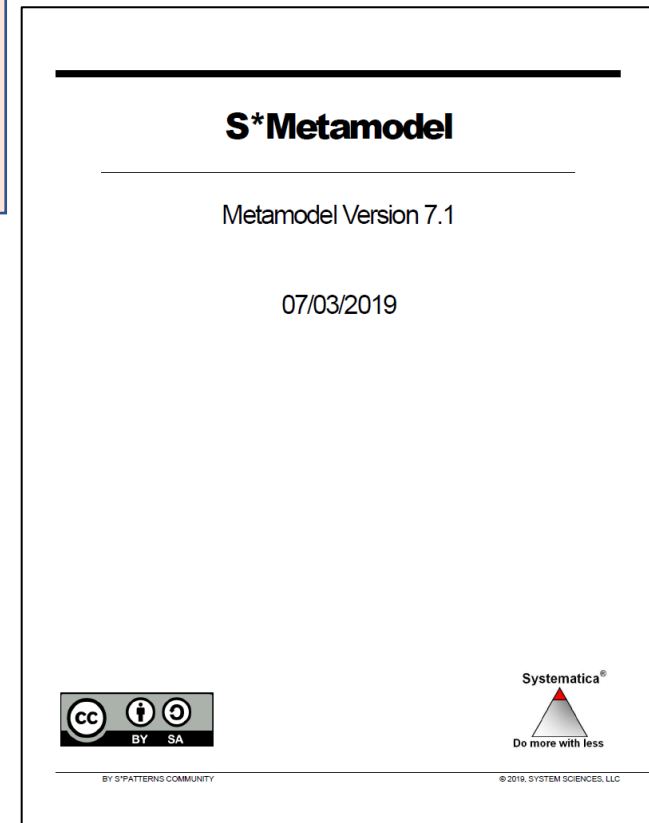 S*Metamodel
Metamodel Version 7.1
07/03/2019
Systematica®
Do more with less
cc
BY SA
BY S*PATTERNS COMMUNITY
© 2019, SYSTEM SCIENCES, LLC